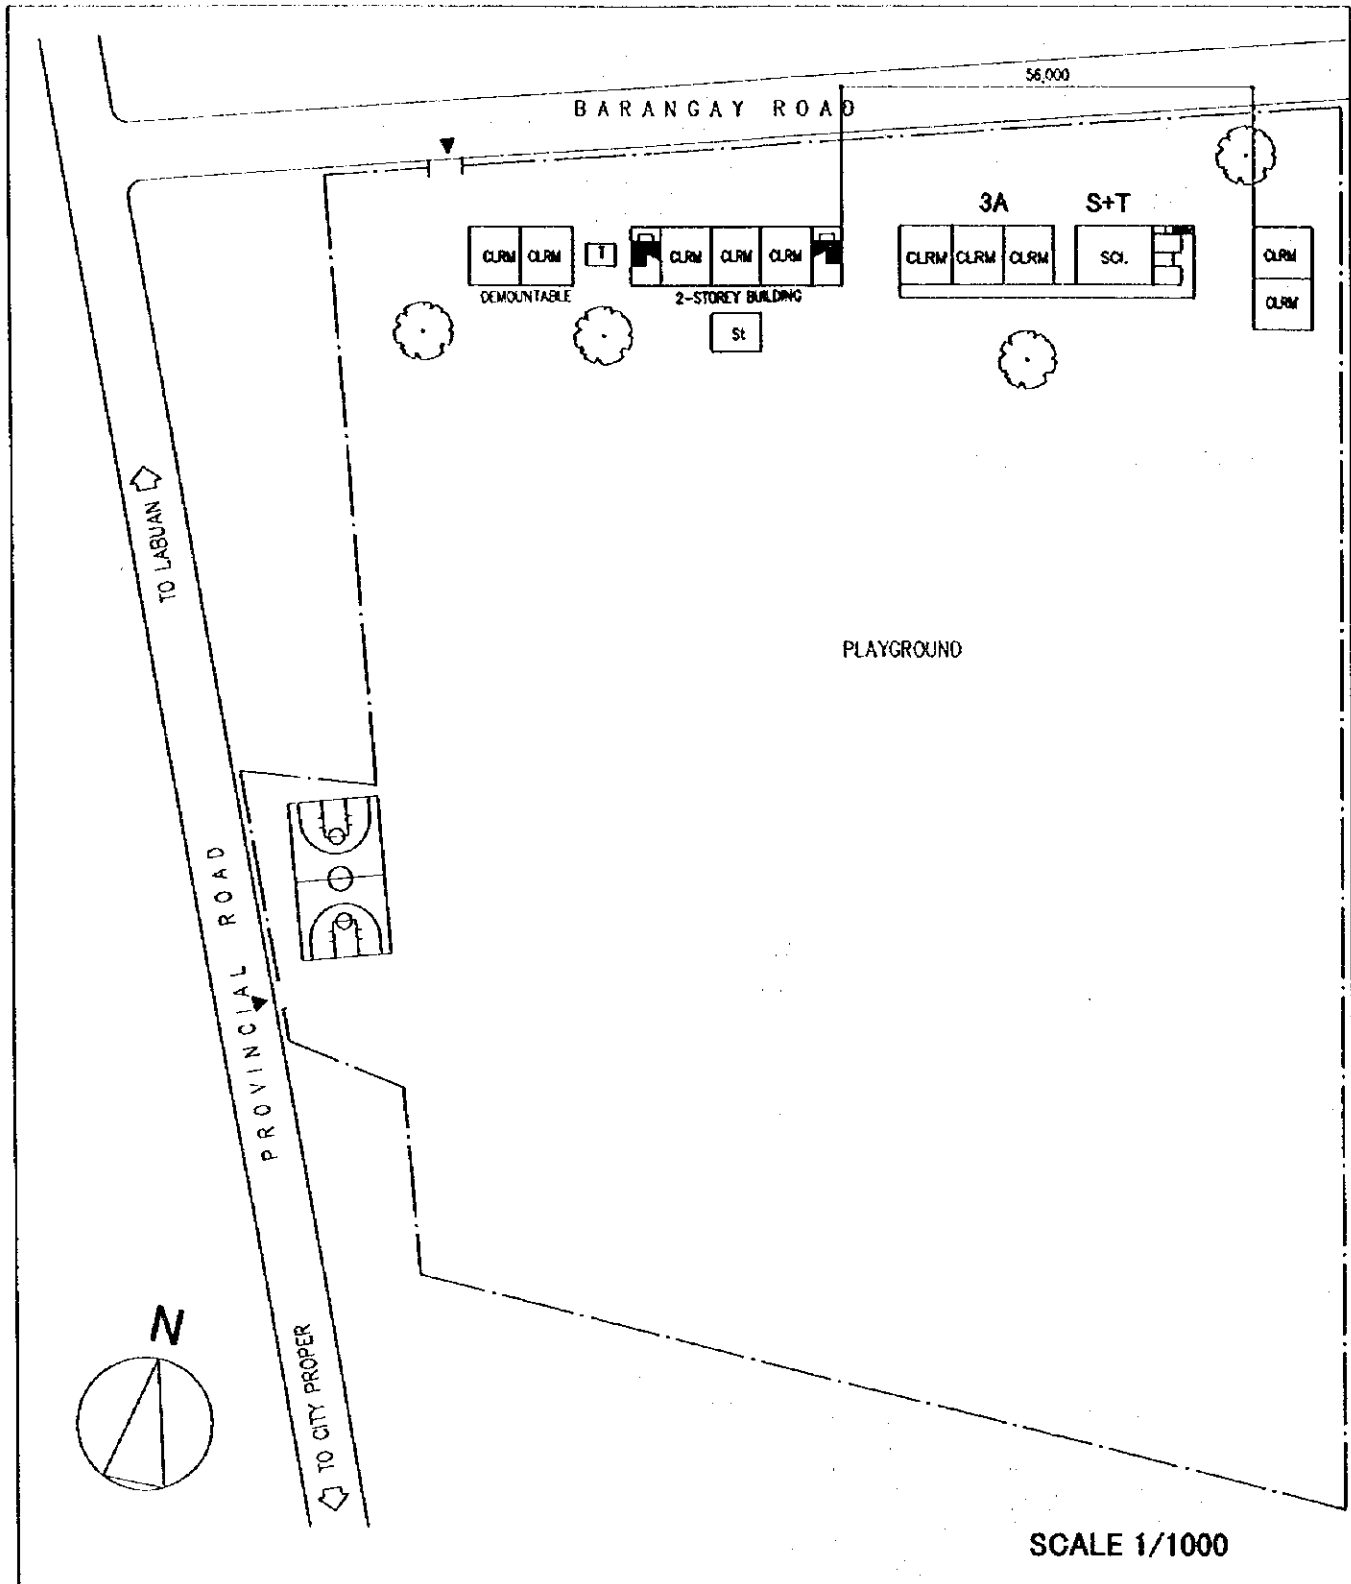 56,000
BARANGAY ROAD
3A
S+T
CLRM
CLRM
T
CLRM
CLRM
CLRM
CLRM
CLRM
CLRM
SCI.
CLRM
CLRM
DEMOUNTABLE
2-STOREY BUILDING
St
TO LABUAN
PLAYGROUND
PROVINCIAL ROAD
N
TO CITY PROPER
SCALE 1/1000